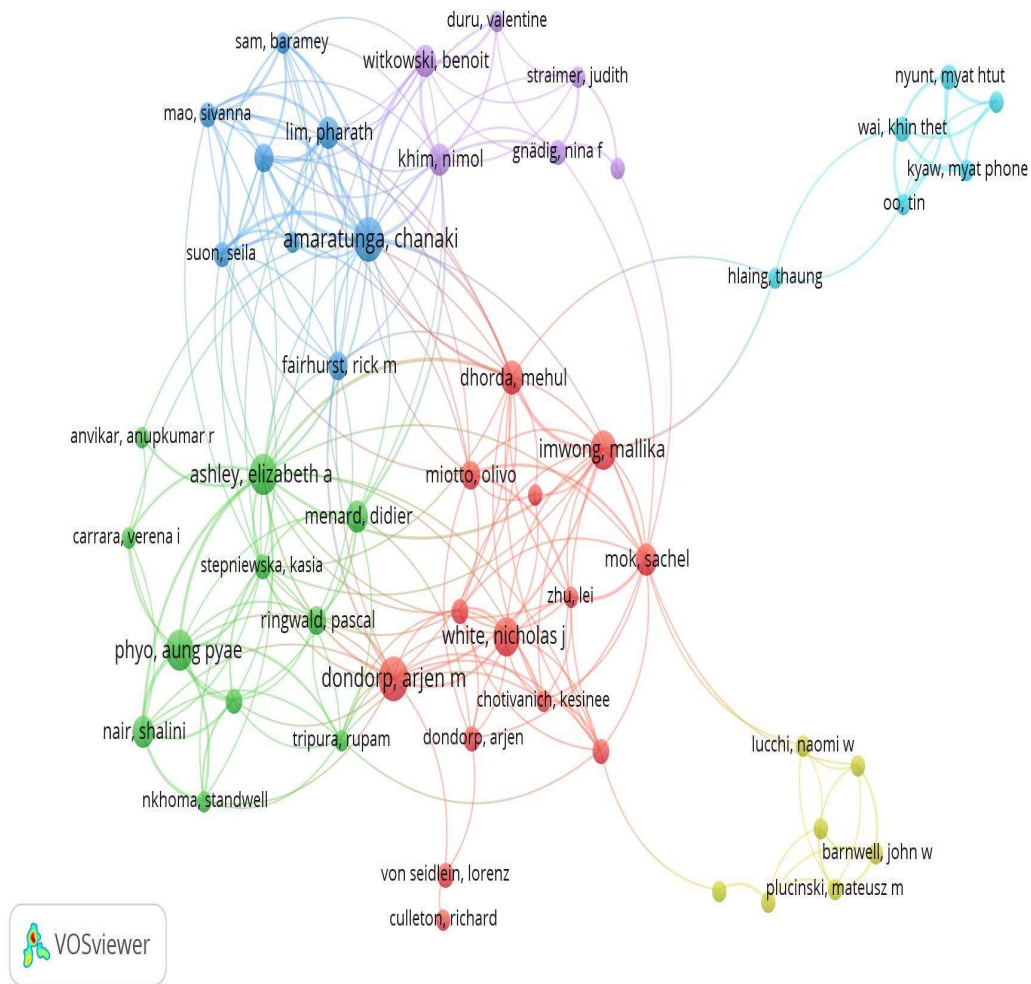 duru, valentine
sam, baramey
witkowski, benoit
straimer, judith
nyunt, myat htut
mao, sivanna
lim, pharath
wai, khin thet
khim, nimol
gnädig, nina f
kyaw, myat phone
oo, tin
amaratunga, chanaki
suon, seila
hlaing, thaung
fairhurst, rick m
dhorda, mehul
anvikar, anupkumar r
imwong, mallika
ashley, elizabeth a
miotto, olivo
menard, didier
carrara, verena i
stepniewska, kasia
mok, sachel
zhu, lei
ringwald, pascal
white, nicholas j
phyo, aung pyae
dondorp, arjen m
chotivanich, kesinee
nair, shalini
tripura, rupam
dondorp, arjen
lucchi, naomi w
nkhoma, standwell
barnwell, john w
von seidlein, lorenz
plucinski, mateusz m
culleton, richard
VOSviewer